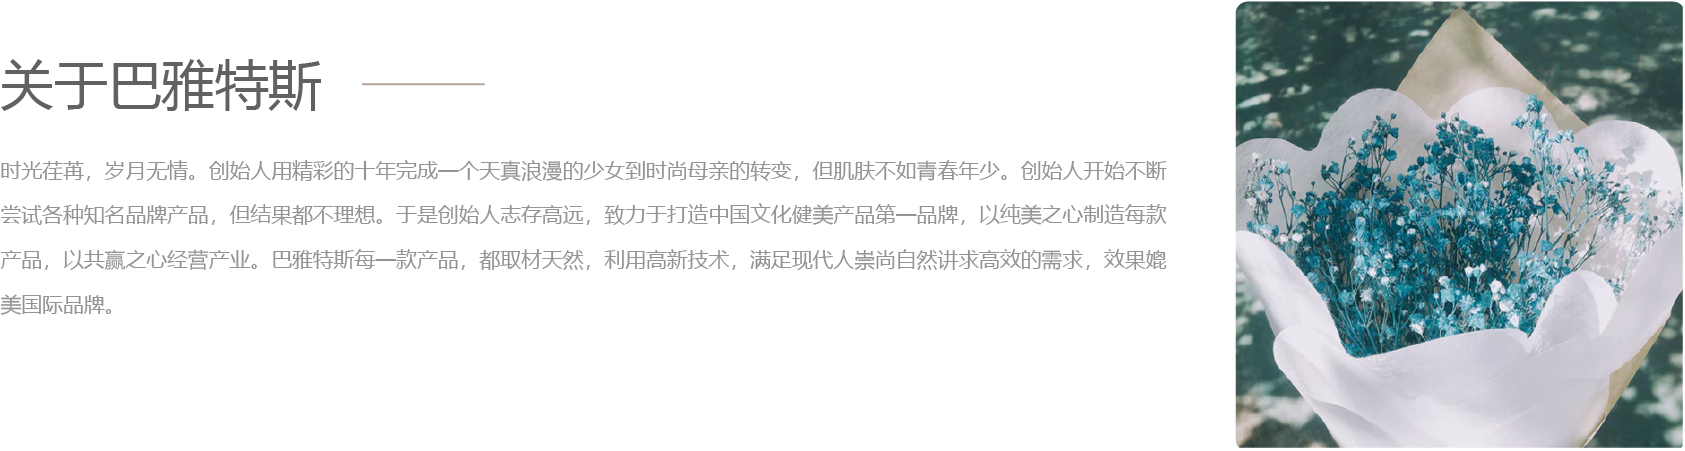 关于巴雅特斯
时光荏苒，岁月无情。创始人用精彩的十年完成一个天真浪漫的少女到时尚母亲的转变，但肌肤不如青春年少。创始人开始不断
尝试各种知名品牌产品，但结果都不理想。于是创始人志存高远，致力于打造中国文化健美产品第一品牌，以纯美之心制造每款
产品，以共赢之心经营产业。巴雅特斯每一款产品，都取材天然，利用高新技术，满足现代人崇尚自然讲求高效的需求，效果媲
美国际品牌。